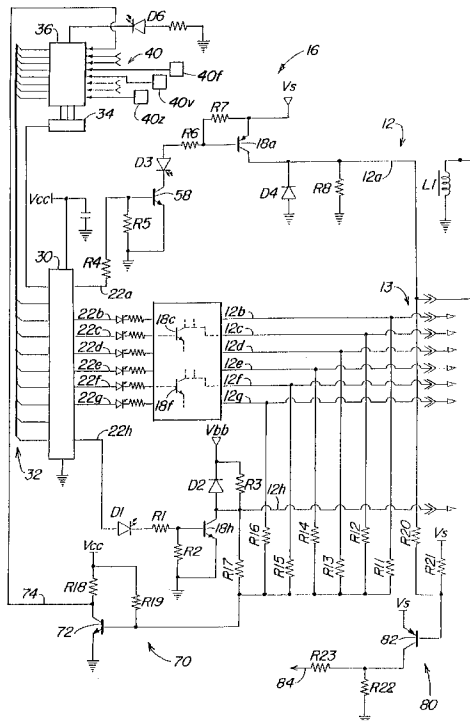 36
D6
40
40f
40v
40z
34
16
Vs
R7
R6
18a
12
12a
D3
58
D4
R8
L1
Vcc
R5
R4
30
22a
13
22b
22c
22d
22e
22f
22g
18c
18f
12b
12c
12d
12e
12f
12g
22h
32
Vbb
D2
R3
12h
D1
R1
18h
R2
R17
R16
R15
R14
R13
R12
R11
R20
Vs
R21
Vcc
R18
R19
74
72
70
Vs
82
R23
84
R22
80